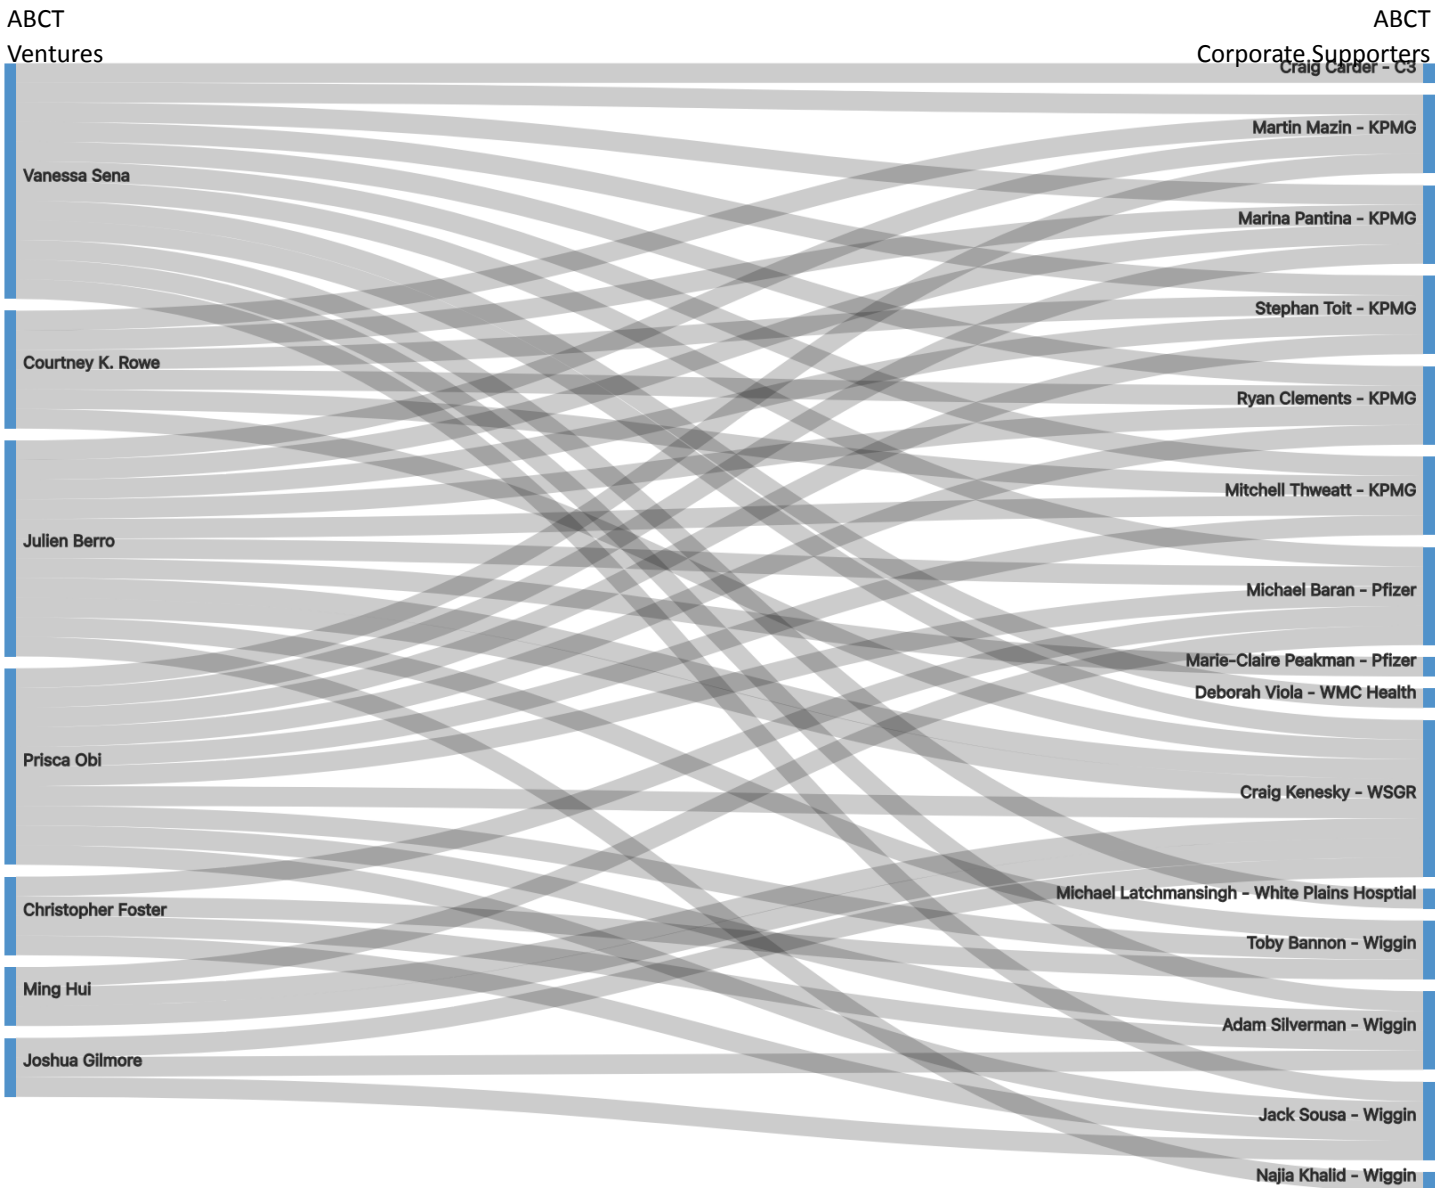 ABCT
Ventures
ABCT
Corporate Supporters
Vanessa Sena
Courtney K. Rowe
Julien Berro
Prisca Obi
Christopher Foster
Ming Hui
Joshua Gilmore
Craig Carder - C3
Martin Mazin - KPMG
Marina Pantina - KPMG
Stephan Toit - KPMG
Ryan Clements - KPMG
Mitchell Thweatt - KPMG
Michael Baran - Pfizer
Marie-Claire Peakman - Pfizer
Deborah Viola - WMC Health
Craig Kenesky - WSGR
Michael Latchmansingh - White Plains Hosptial
Toby Bannon - Wiggin
Adam Silverman - Wiggin
Jack Sousa - Wiggin
Najia Khalid - Wiggin